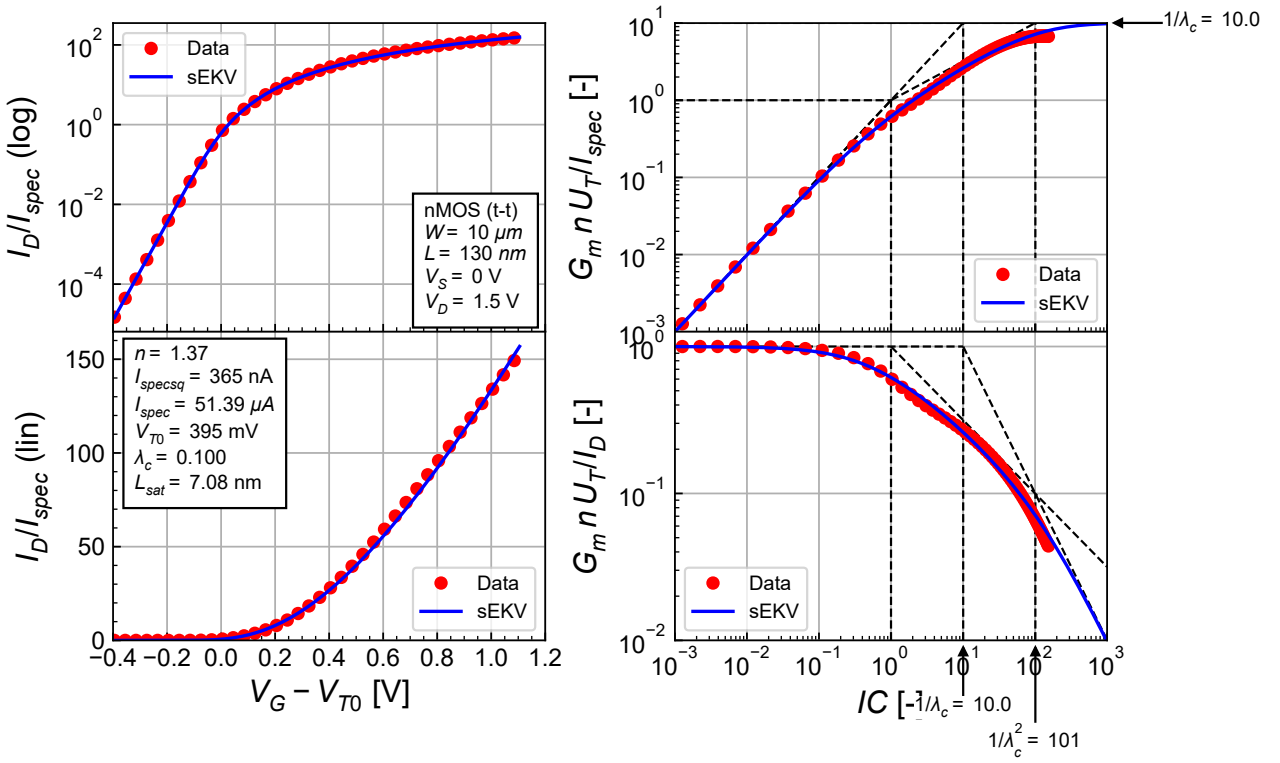 I_D/I_spec (log)
10^2
10^0
10^−2
10^−4
Data
sEKV
nMOS (t-t)
W = 10 μm
L = 130 nm
V_S = 0 V
V_D = 1.5 V
I_D/I_spec (lin)
150
100
50
0
n = 1.37
I_specsq = 365 nA
I_spec = 51.39 μA
V_T0 = 395 mV
λ_c = 0.100
L_sat = 7.08 nm
Data
sEKV
−0.4 −0.2 0.0 0.2 0.4 0.6 0.8 1.0 1.2
V_G − V_T0 [V]
G_m n U_T/I_spec [-]
10^1
10^0
10^−1
10^−2
10^−3
1/λ_c = 10.0
Data
sEKV
G_m n U_T/I_D [-]
10^0
10^−1
10^−2
Data
sEKV
10^−3 10^−2 10^−1 10^0 10^1 10^2 10^3
IC [-]
1/λ_c = 10.0
1/λ_c^2 = 101